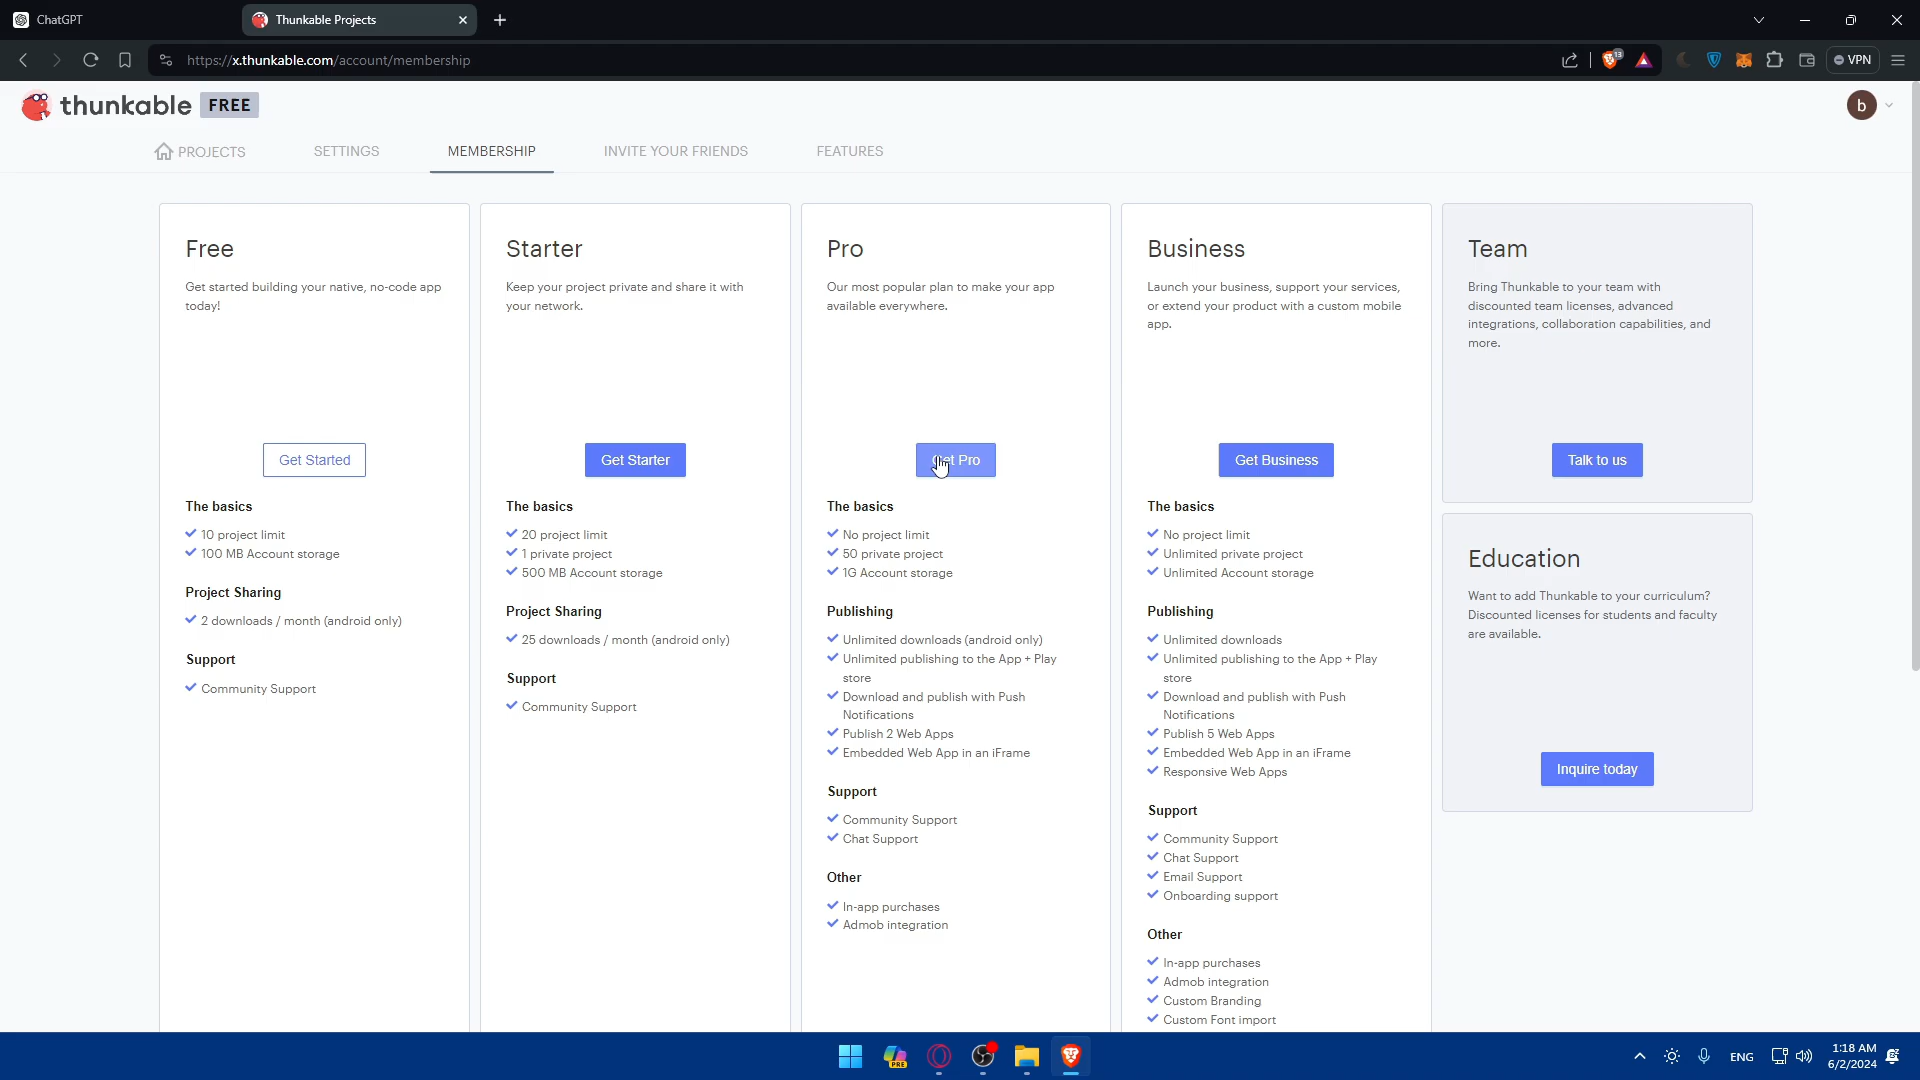 ChatGPT
Thunkable Projects
https://x.thunkable.com/account/membership
13
VPN
thunkable FREE
b
PROJECTS
SETTINGS
MEMBERSHIP
INVITE YOUR FRIENDS
FEATURES
Free
Get started building your native, no-code app
today!
Get Started
The basics
10 project limit
100 MB Account storage
Project Sharing
2 downloads / month (android only)
Support
Community Support
Starter
Keep your project private and share it with
your network.
Get Starter
The basics
20 project limit
1 private project
500 MB Account storage
Project Sharing
25 downloads / month (android only)
Support
Community Support
Pro
Our most popular plan to make your app
available everywhere.
Get Pro
The basics
No project limit
50 private project
1G Account storage
Publishing
Unlimited downloads (android only)
Unlimited publishing to the App + Play
store
Download and publish with Push
Notifications
Publish 2 Web Apps
Embedded Web App in an iFrame
Support
Community Support
Chat Support
Other
In-app purchases
Admob integration
Business
Launch your business, support your services,
or extend your product with a custom mobile
app.
Get Business
The basics
No project limit
Unlimited private project
Unlimited Account storage
Publishing
Unlimited downloads
Unlimited publishing to the App + Play
store
Download and publish with Push
Notifications
Publish 5 Web Apps
Embedded Web App in an iFrame
Responsive Web Apps
Support
Community Support
Chat Support
Email Support
Onboarding support
Other
In-app purchases
Admob integration
Custom Branding
Custom Font import
Team
Bring Thunkable to your team with
discounted team licenses, advanced
integrations, collaboration capabilities, and
more.
Talk to us
Education
Want to add Thunkable to your curriculum?
Discounted licenses for students and faculty
are available.
Inquire today
PRE
ENG
1:18 AM
6/2/2024